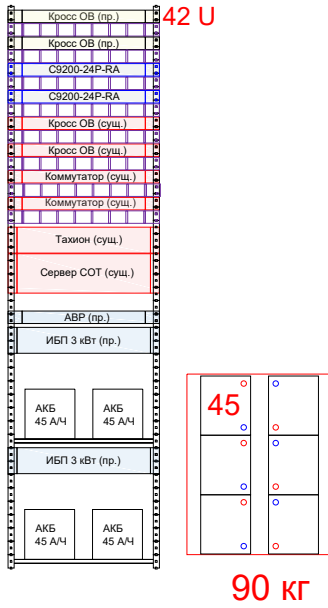 42 U
Кросс ОВ (пр.)
Кросс ОВ (пр.)
C9200-24P-RA
C9200-24P-RA
Кросс ОВ (сущ.)
Кросс ОВ (сущ.)
Коммутатор (сущ.)
Коммутатор (сущ.)
Тахион (сущ.)
Сервер СОТ (сущ.)
АВР (пр.)
ИБП 3 кВт (пр.)
АКБ
45 А/Ч
АКБ
45 А/Ч
ИБП 3 кВт (пр.)
АКБ
45 А/Ч
АКБ
45 А/Ч
45
90 кг